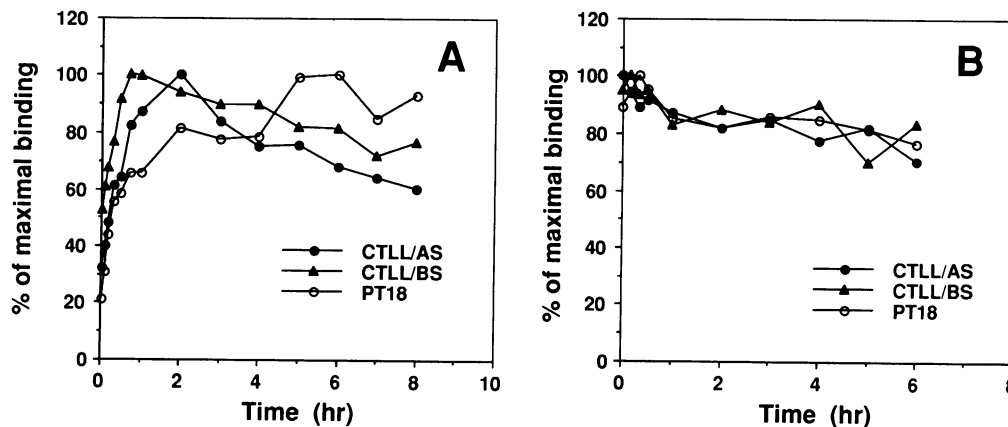 A
% of maximal binding
120
100
80
60
40
20
0
CTLL/AS
CTLL/BS
PT18
0 2 4 6 8 10
Time (hr)
B
% of maximal binding
120
100
80
60
40
20
0
CTLL/AS
CTLL/BS
PT18
0 2 4 6 8
Time (hr)